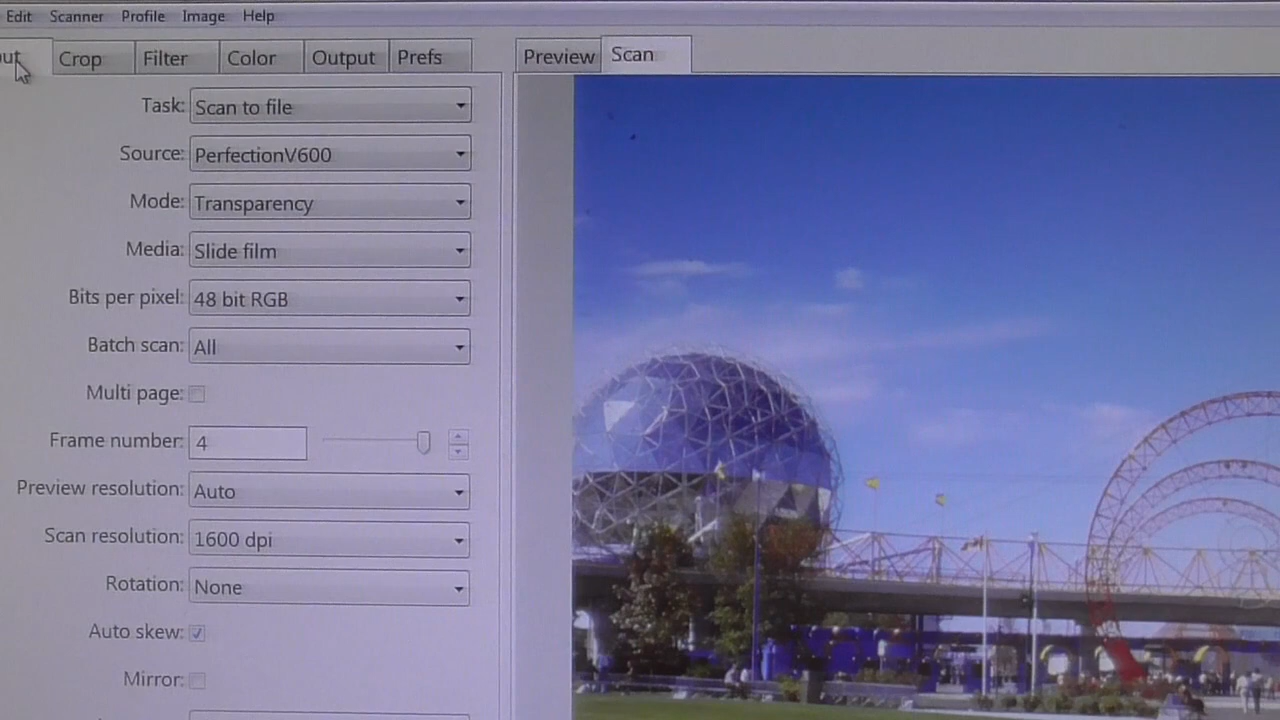 Edit Scanner Profile Image Help
Crop Filter Color Output Prefs
Preview Scan
Task: Scan to file
Source: PerfectionV600
Mode: Transparency
Media: Slide film
Bits per pixel: 48 bit RGB
Batch scan: All
Multi page:
Frame number: 4
Preview resolution: Auto
Scan resolution: 1600 dpi
Rotation: None
Auto skew:
Mirror: